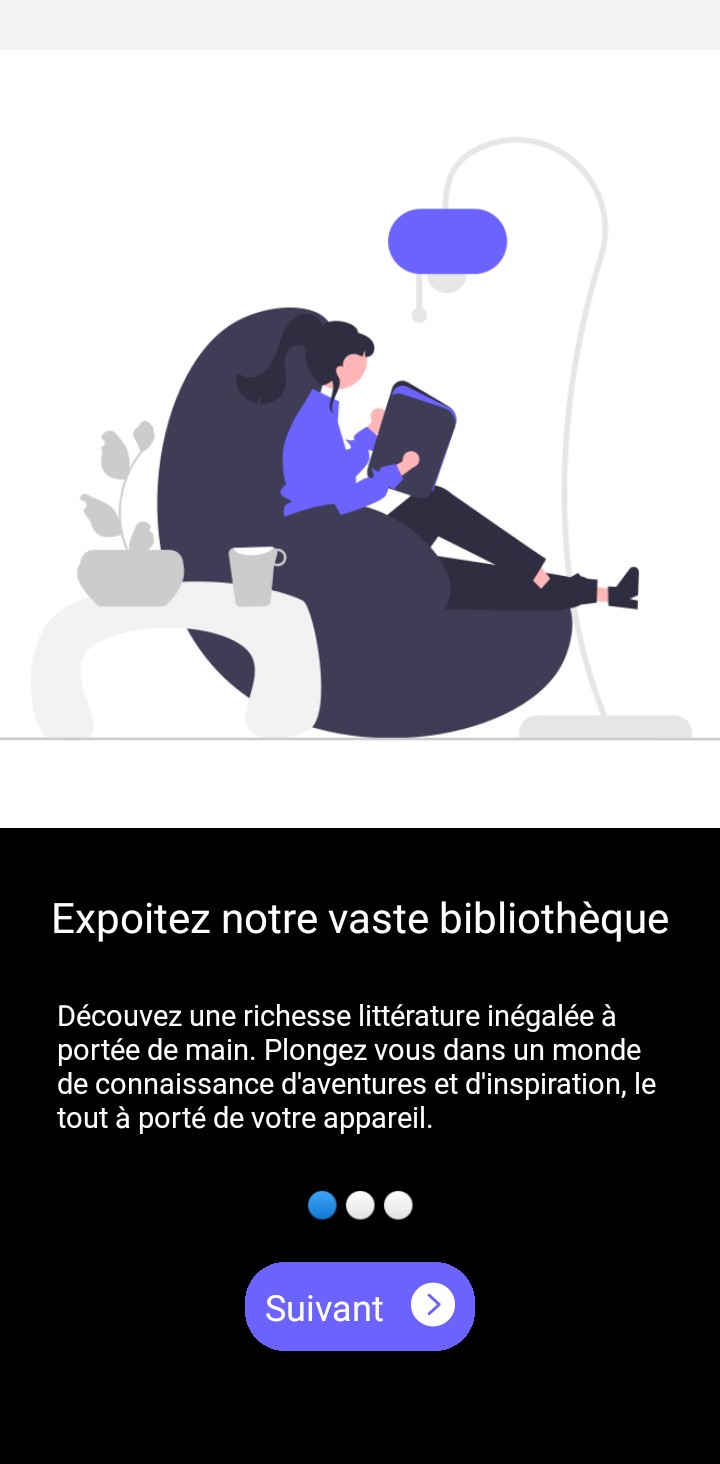 Expoitez notre vaste bibliothèque
Découvez une richesse littérature inégalée à
portée de main. Plongez vous dans un monde
de connaissance d'aventures et d'inspiration, le
tout à porté de votre appareil.
Suivant